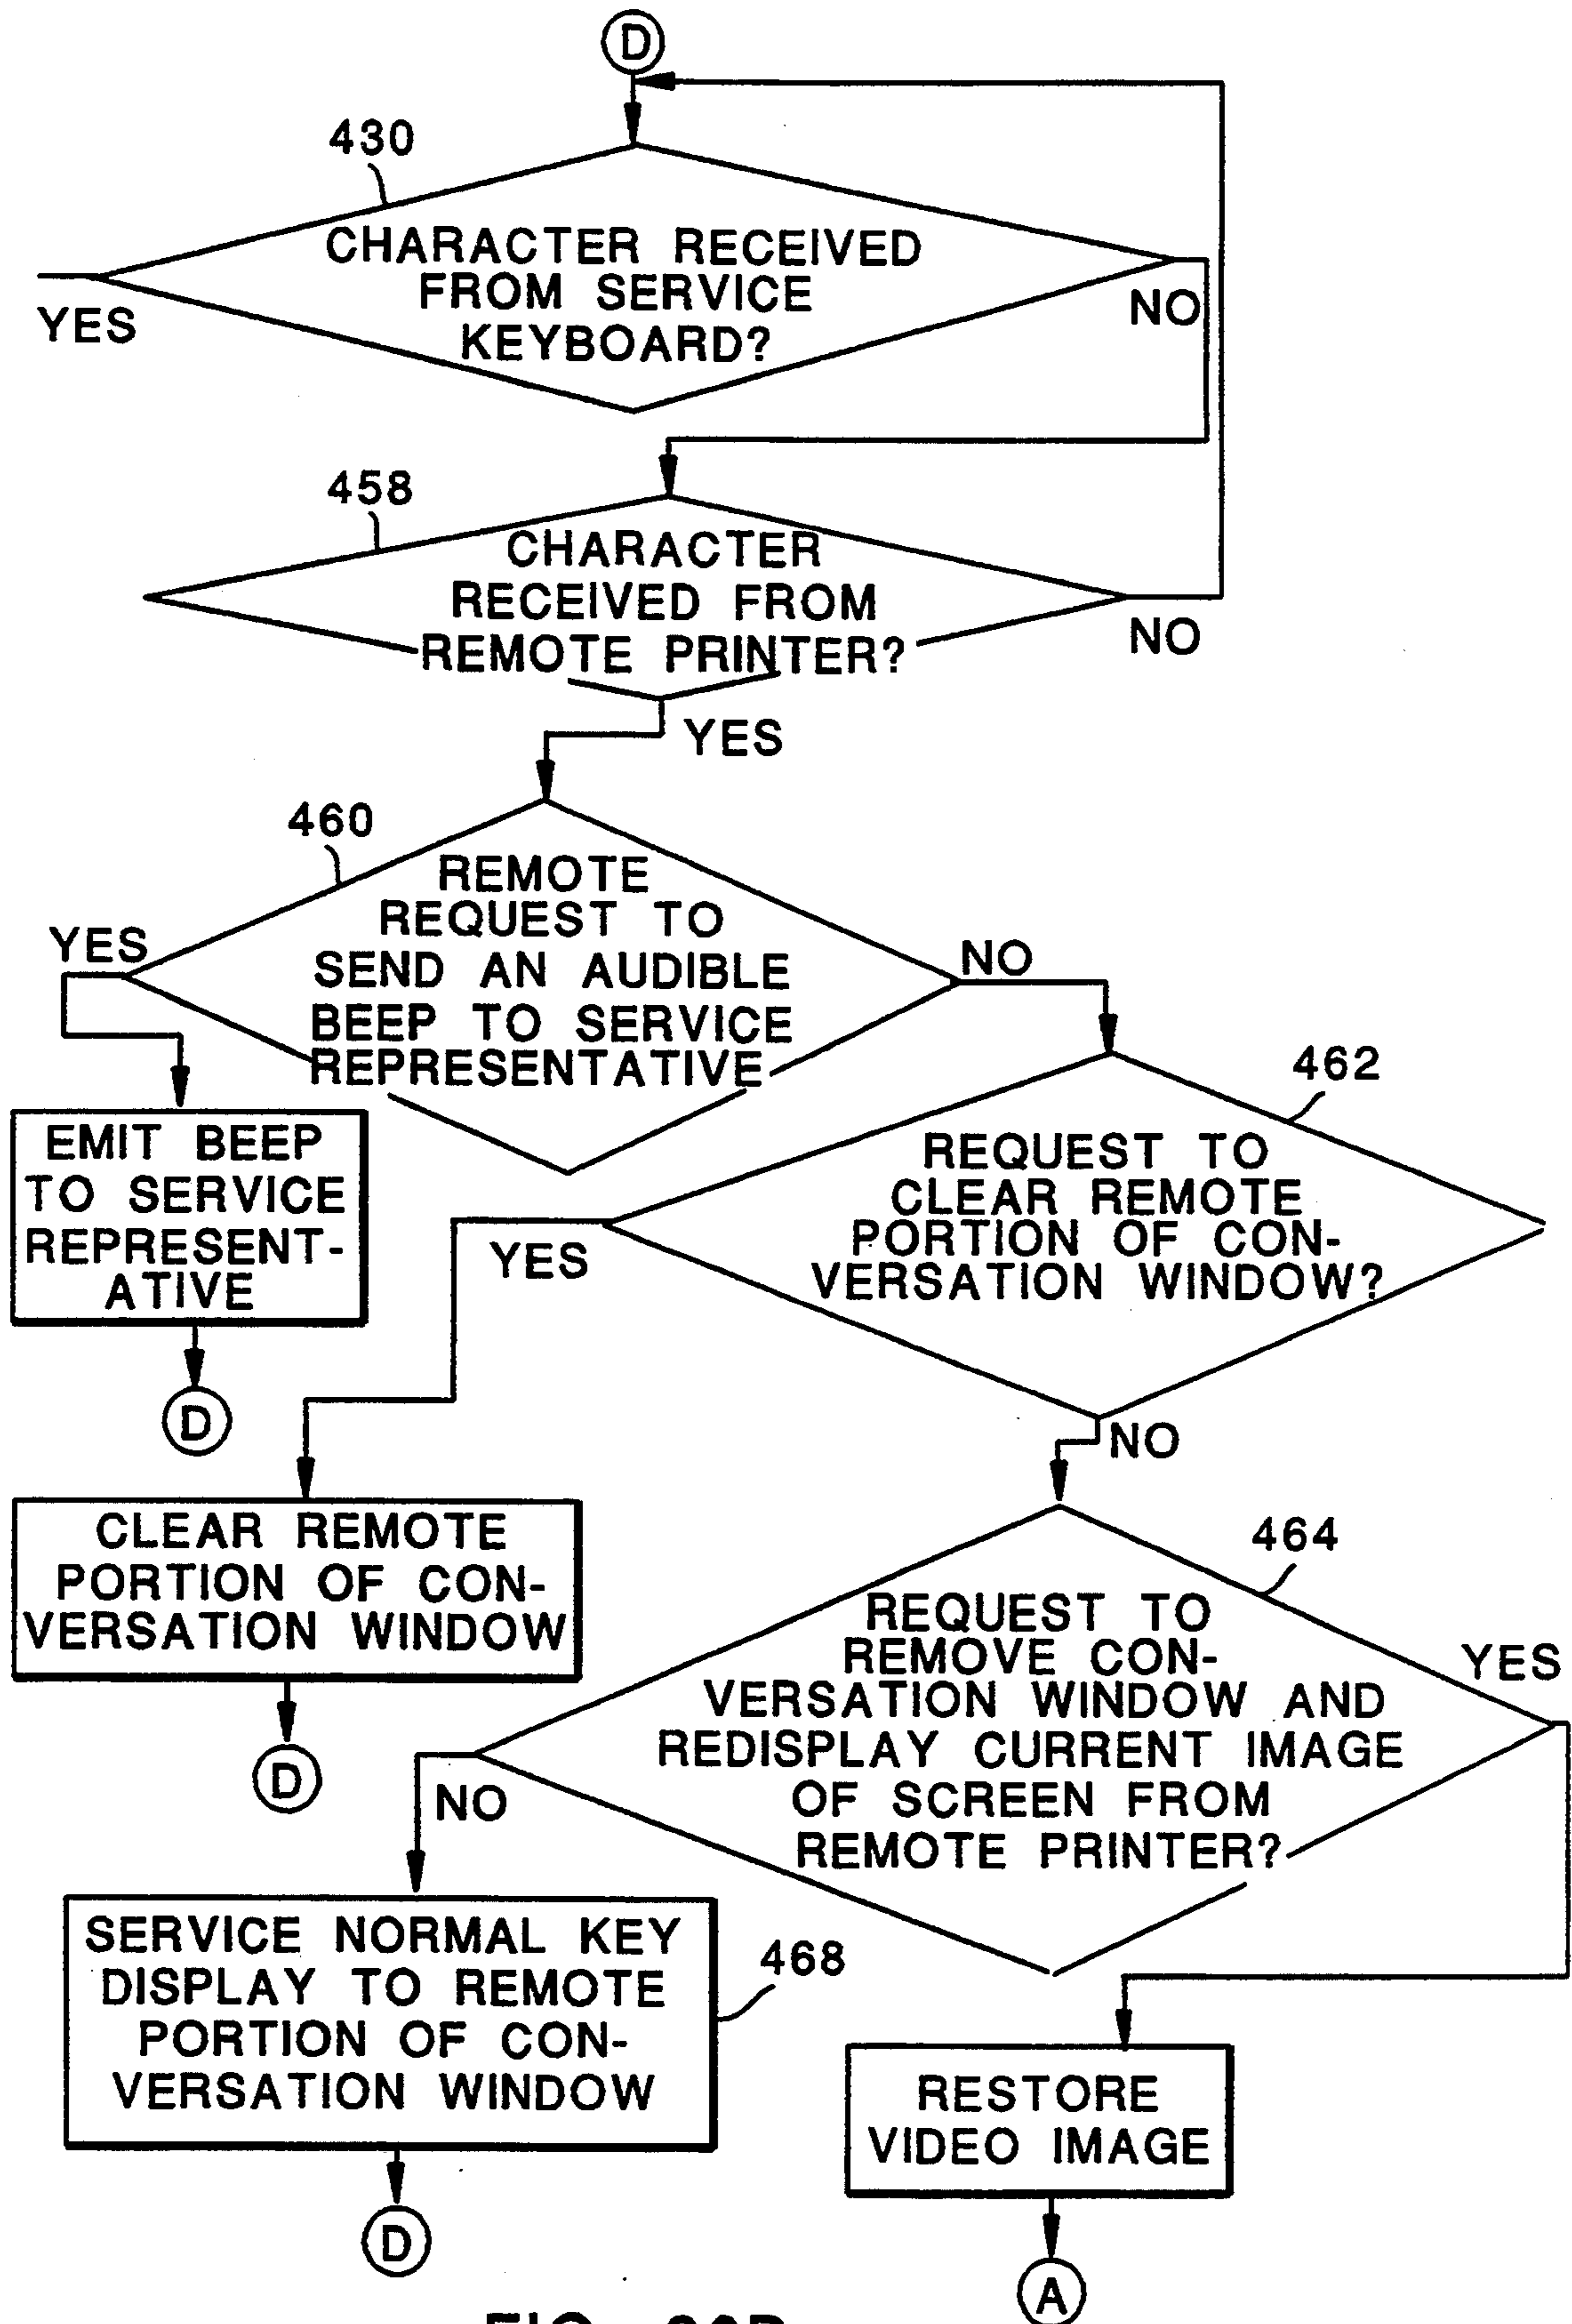 D
430
CHARACTER RECEIVED
FROM SERVICE
KEYBOARD?
YES
NO
458
CHARACTER
RECEIVED FROM
REMOTE PRINTER?
NO
YES
460
REMOTE
REQUEST TO
SEND AN AUDIBLE
BEEP TO SERVICE
REPRESENTATIVE
YES
NO
462
EMIT BEEP
TO SERVICE
REPRESENT-
ATIVE
REQUEST TO
CLEAR REMOTE
PORTION OF CON-
VERSATION WINDOW?
YES
D
NO
CLEAR REMOTE
PORTION OF CON-
VERSATION WINDOW
464
REQUEST TO
REMOVE CON-
VERSATION WINDOW AND
REDISPLAY CURRENT IMAGE
OF SCREEN FROM
REMOTE PRINTER?
YES
D
NO
SERVICE NORMAL KEY
DISPLAY TO REMOTE
PORTION OF CON-
VERSATION WINDOW
468
RESTORE
VIDEO IMAGE
D
A